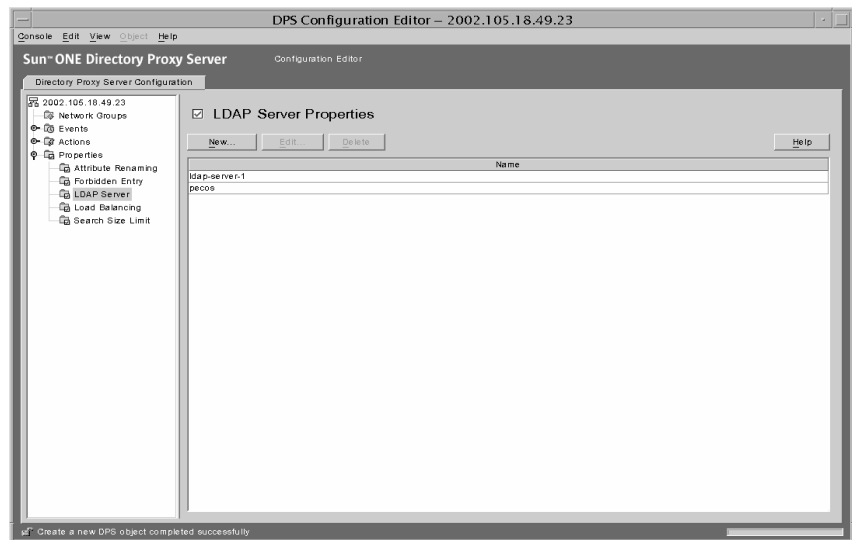 DPS Configuration Editor – 2002.105.18.49.23
Console Edit View Object Help
Sun™ ONE Directory Proxy Server Configuration Editor
Directory Proxy Server Configuration
2002.105.18.49.23
Network Groups
Events
Actions
Properties
Attribute Renaming
Forbidden Entry
LDAP Server
Load Balancing
Search Size Limit
LDAP Server Properties
New... Edit... Delete Help
Name
ldap-server-1
pecos
Create a new DPS object completed successfully